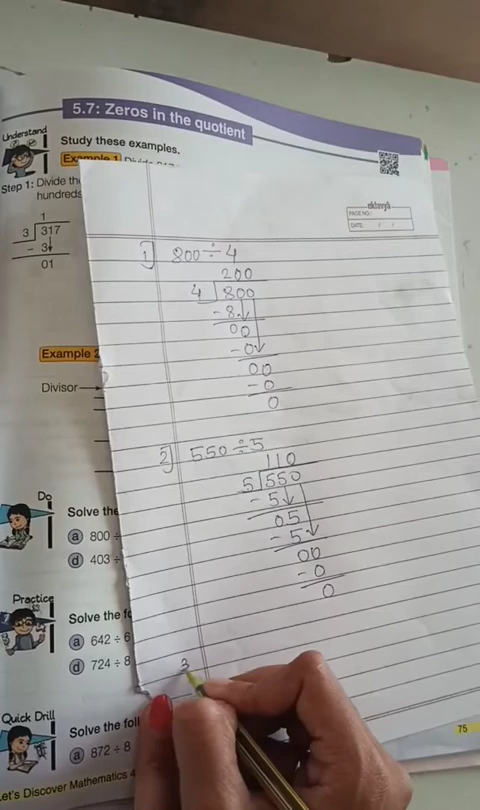 5.7: Zeros in the quotient
Understand
Study these examples.
Example 1
Step 1: Divide th
hundreds
1
3 317
- 3
01
Example 2
Divisor
Do
Solve the
a 800 ÷
d 403 ÷
Practice
Solve the f
a 642 ÷ 6
d 724 ÷ 8
Quick Drill
Solve the foll
a 872 ÷ 8
et's Discover Mathematics 4
75
PAGE NO.:
DATE: / /
1] 800 ÷ 4
200
4 800
- 8
00
- 0
00
- 0
0
2] 550 ÷ 5
110
5 550
- 5
05
- 5
00
- 0
0
3